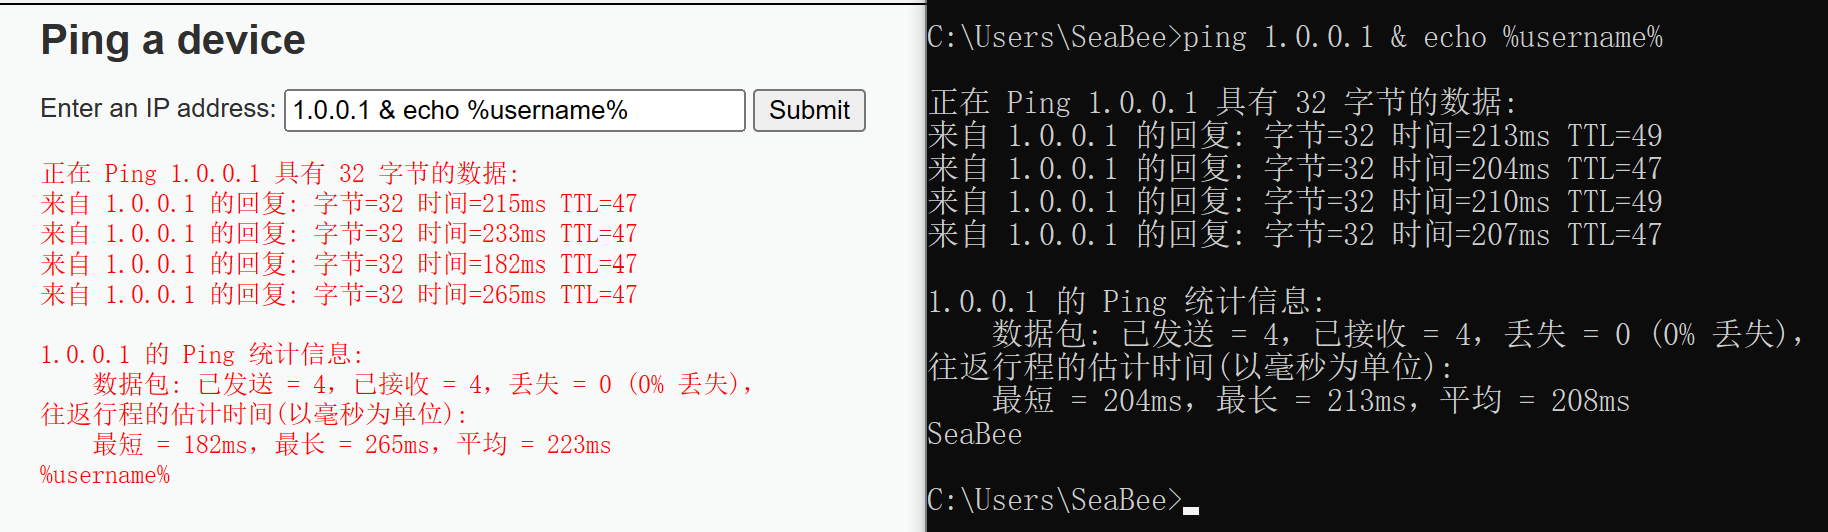 Ping a device
Enter an IP address: 1.0.0.1 & echo %username% Submit
正在 Ping 1.0.0.1 具有 32 字节的数据:
来自 1.0.0.1 的回复: 字节=32 时间=215ms TTL=47
来自 1.0.0.1 的回复: 字节=32 时间=233ms TTL=47
来自 1.0.0.1 的回复: 字节=32 时间=182ms TTL=47
来自 1.0.0.1 的回复: 字节=32 时间=265ms TTL=47
1.0.0.1 的 Ping 统计信息:
数据包: 已发送 = 4，已接收 = 4，丢失 = 0 (0% 丢失)，
往返行程的估计时间(以毫秒为单位):
最短 = 182ms，最长 = 265ms，平均 = 223ms
%username%
C:\Users\SeaBee>ping 1.0.0.1 & echo %username%
正在 Ping 1.0.0.1 具有 32 字节的数据:
来自 1.0.0.1 的回复: 字节=32 时间=213ms TTL=49
来自 1.0.0.1 的回复: 字节=32 时间=204ms TTL=47
来自 1.0.0.1 的回复: 字节=32 时间=210ms TTL=49
来自 1.0.0.1 的回复: 字节=32 时间=207ms TTL=47
1.0.0.1 的 Ping 统计信息:
数据包: 已发送 = 4，已接收 = 4，丢失 = 0 (0% 丢失)，
往返行程的估计时间(以毫秒为单位):
最短 = 204ms，最长 = 213ms，平均 = 208ms
SeaBee
C:\Users\SeaBee>